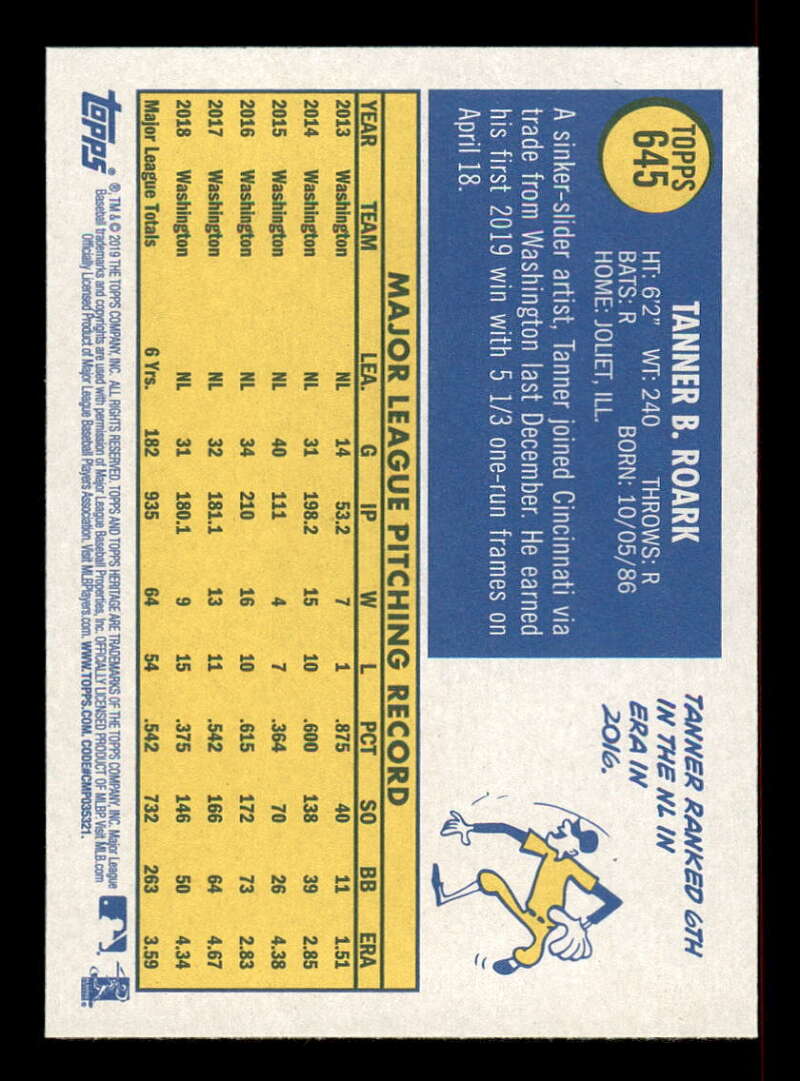 TOPPS
645
TANNER B. ROARK
HT: 6'2" WT: 240 THROWS: R
BATS: R BORN: 10/05/86
HOME: JOLIET, ILL.
A sinker-slider artist, Tanner joined Cincinnati via
trade from Washington last December. He earned
his first 2019 win with 5 1/3 one-run frames on
April 18.
TANNER RANKED 6TH
IN THE NL IN
ERA IN
2016.
MAJOR LEAGUE PITCHING RECORD
YEAR TEAM LEA. G IP W L PCT SO BB ERA
2013 Washington NL 14 53.2 7 1 .875 40 11 1.51
2014 Washington NL 31 198.2 15 10 .600 138 39 2.85
2015 Washington NL 40 111 4 7 .364 70 26 4.38
2016 Washington NL 34 210 16 10 .615 172 73 2.83
2017 Washington NL 32 181.1 13 11 .542 166 64 4.67
2018 Washington NL 31 180.1 9 15 .375 146 50 4.34
Major League Totals 6 Yrs. 182 935 64 54 .542 732 263 3.59
topps®
®, TM & © 2019 THE TOPPS COMPANY, INC. ALL RIGHTS RESERVED. TOPPS AND TOPPS HERITAGE ARE TRADEMARKS OF THE TOPPS COMPANY, INC. Major League
Baseball trademarks and copyrights are used with permission of Major League Baseball Properties, Inc. OFFICIALLY LICENSED PRODUCT OF MLBP. Visit MLB.com
Officially Licensed Product of Major League Baseball Players Association. Visit MLBPlayers.com. WWW.TOPPS.COM. CODE#CMP035321.